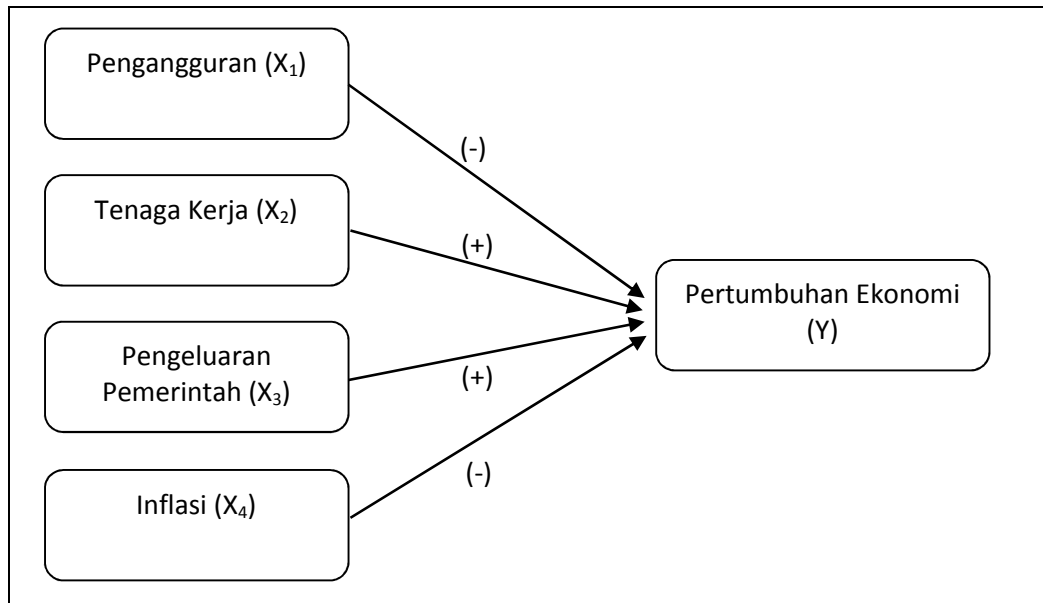 Pengangguran (X₁)
(-)
Tenaga Kerja (X₂)
(+)
Pertumbuhan Ekonomi
(Y)
Pengeluaran
Pemerintah (X₃)
(+)
(-)
Inflasi (X₄)